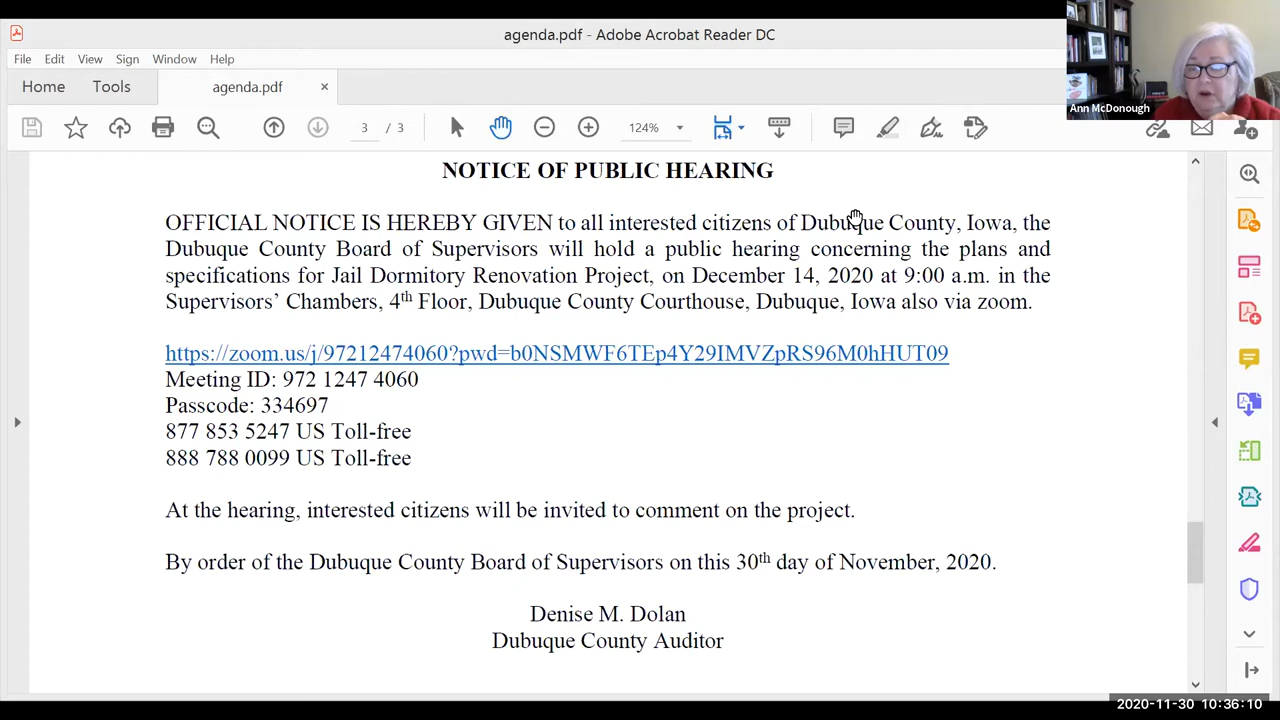 agenda.pdf - Adobe Acrobat Reader DC
File Edit View Sign Window Help
Home Tools agenda.pdf ×
3 / 3 124%
Ann McDonough
NOTICE OF PUBLIC HEARING
OFFICIAL NOTICE IS HEREBY GIVEN to all interested citizens of Dubuque County, Iowa, the
Dubuque County Board of Supervisors will hold a public hearing concerning the plans and
specifications for Jail Dormitory Renovation Project, on December 14, 2020 at 9:00 a.m. in the
Supervisors’ Chambers, 4th Floor, Dubuque County Courthouse, Dubuque, Iowa also via zoom.
https://zoom.us/j/97212474060?pwd=b0NSMWF6TEp4Y29IMVZpRS96M0hHUT09
Meeting ID: 972 1247 4060
Passcode: 334697
877 853 5247 US Toll-free
888 788 0099 US Toll-free
At the hearing, interested citizens will be invited to comment on the project.
By order of the Dubuque County Board of Supervisors on this 30th day of November, 2020.
Denise M. Dolan
Dubuque County Auditor
2020-11-30 10:36:10